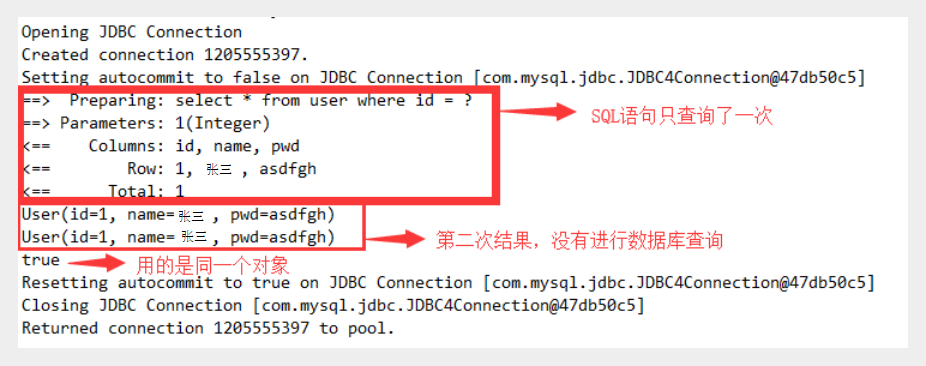 Opening JDBC Connection
Created connection 1205555397.
Setting autocommit to false on JDBC Connection [com.mysql.jdbc.JDBC4Connection@47db50c5]
==>  Preparing: select * from user where id = ?
==> Parameters: 1(Integer)
SQL语句只查询了一次
<==    Columns: id, name, pwd
<==        Row: 1, 张三, asdfgh
<==      Total: 1
User(id=1, name=张三, pwd=asdfgh)
User(id=1, name=张三, pwd=asdfgh)
第二次结果，没有进行数据库查询
true
用的是同一个对象
Resetting autocommit to true on JDBC Connection [com.mysql.jdbc.JDBC4Connection@47db50c5]
Closing JDBC Connection [com.mysql.jdbc.JDBC4Connection@47db50c5]
Returned connection 1205555397 to pool.